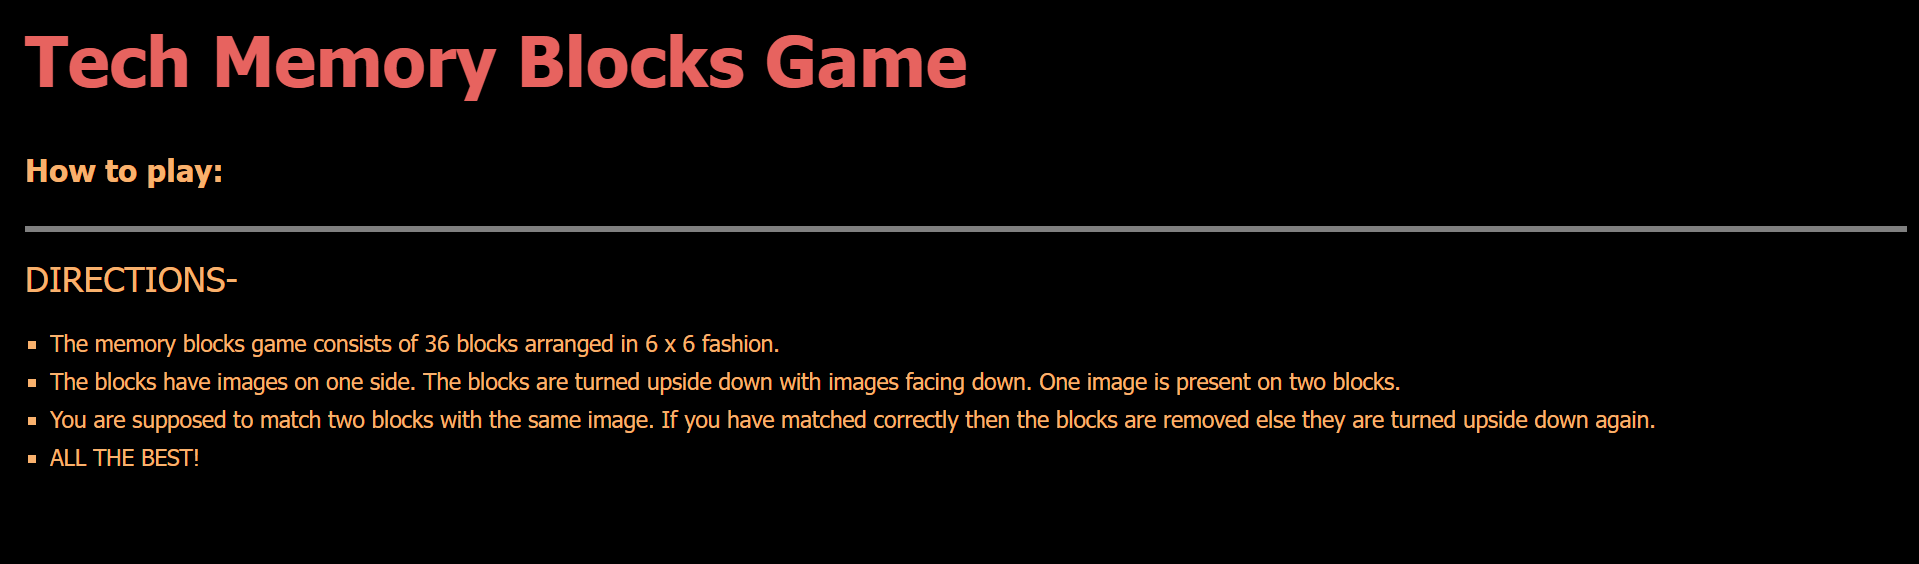 Tech Memory Blocks Game
How to play:
DIRECTIONS-
The memory blocks game consists of 36 blocks arranged in 6 x 6 fashion.
The blocks have images on one side. The blocks are turned upside down with images facing down. One image is present on two blocks.
You are supposed to match two blocks with the same image. If you have matched correctly then the blocks are removed else they are turned upside down again.
ALL THE BEST!